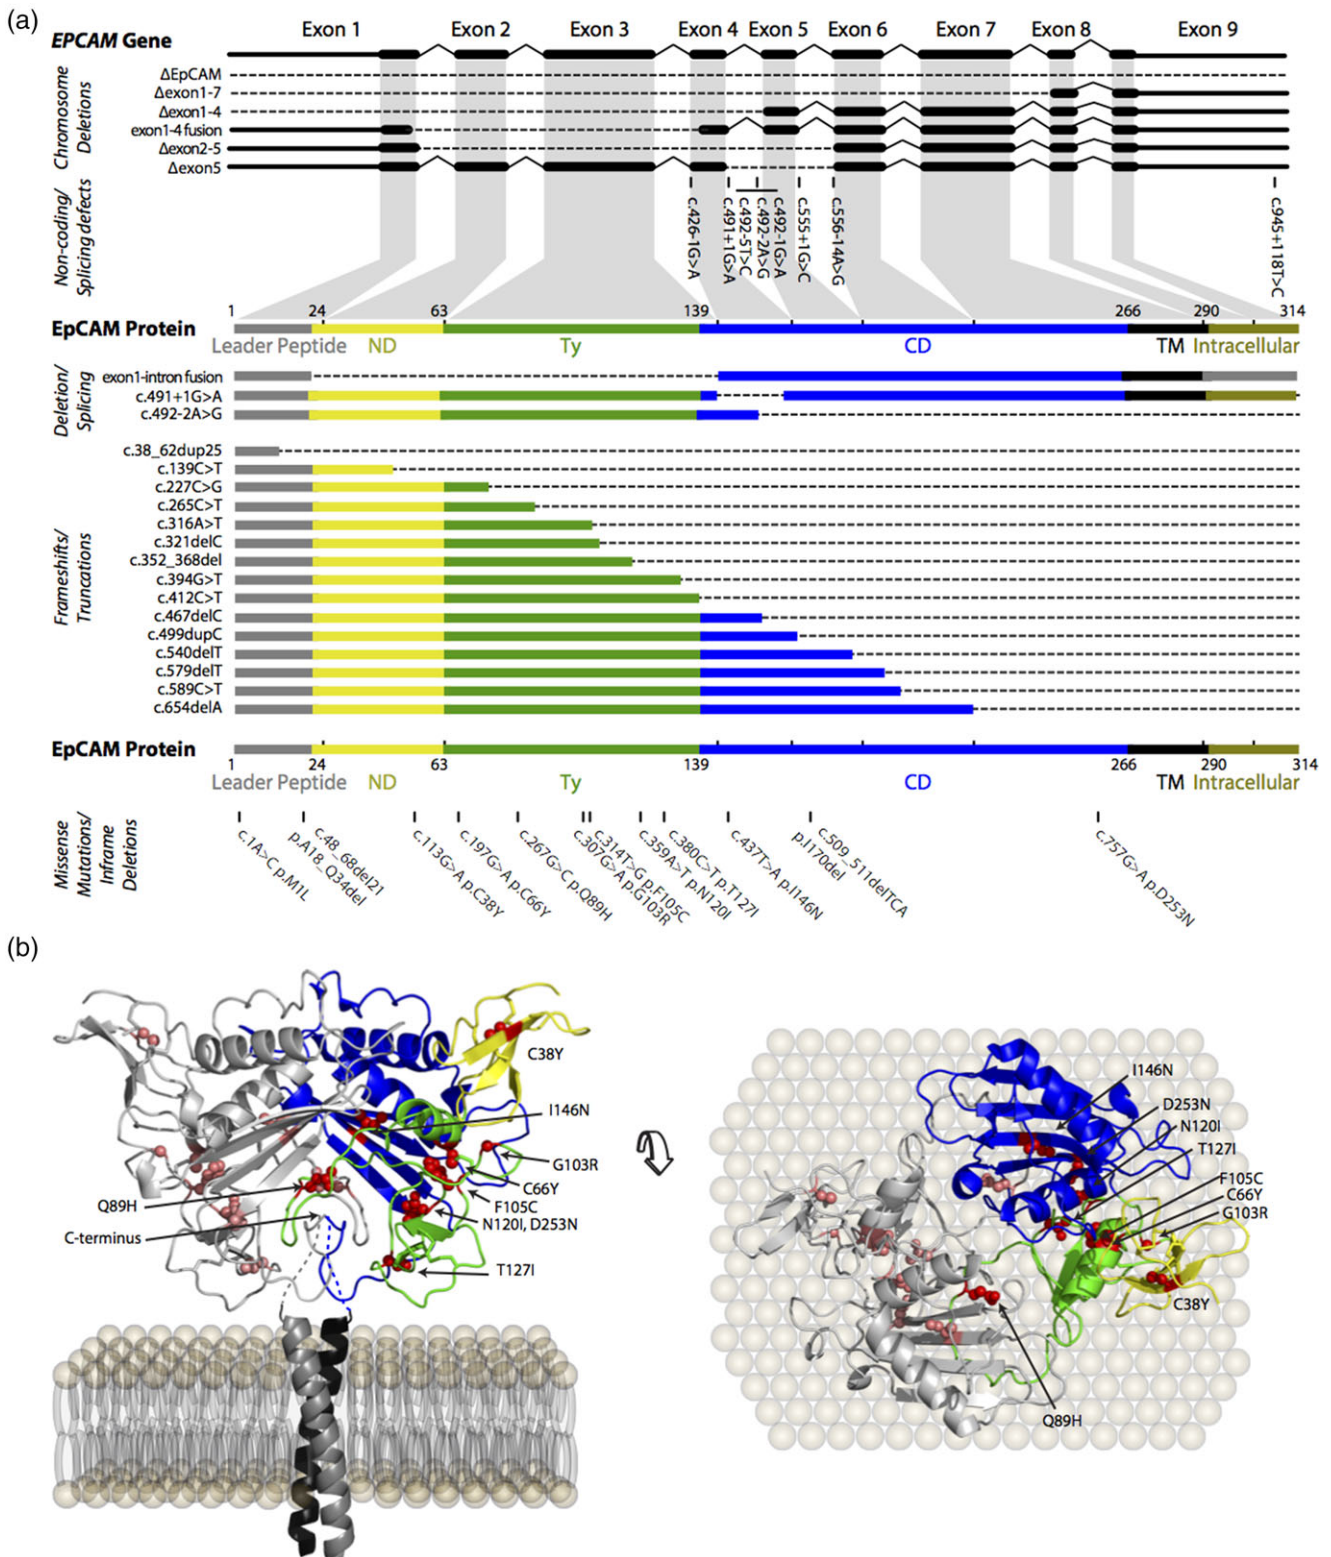 (a)
EPCAM Gene
Exon 1 Exon 2 Exon 3 Exon 4 Exon 5 Exon 6 Exon 7 Exon 8 Exon 9
Chromosome
Deletions
ΔEpCAM
Δexon1-7
Δexon1-4
exon1-4 fusion
Δexon2-5
Δexon5
Non-coding/
Splicing defects
c.426-1G>A
c.491+1G>A
c.492-5T>C
c.492-2A>G
c.492-1G>A
c.555+1G>C
c.556-14A>G
c.945+118T>C
1 24 63 139 266 290 314
EpCAM Protein
Leader Peptide ND Ty CD TM Intracellular
Deletion/
Splicing
exon1-intron fusion
c.491+1G>A
c.492-2A>G
Frameshifts/
Truncations
c.38_62dup25
c.139C>T
c.227C>G
c.265C>T
c.316A>T
c.321delC
c.352_368del
c.394G>T
c.412C>T
c.467delC
c.499dupC
c.540delT
c.579delT
c.589C>T
c.654delA
EpCAM Protein
1 24 63 139 266 290 314
Leader Peptide ND Ty CD TM Intracellular
Missense
Mutations/
Inframe
Deletions
c.1A>C p.M1L
c.48_68del21
p.A18_Q34del
c.113G>A p.C38Y
c.197G>A p.C66Y
c.267G>C p.Q89H
c.307G>A p.G103R
c.314T>G p.F105C
c.359A>T p.N120I
c.380C>T p.T127I
c.437T>A p.I146N
c.509_511delTCA
p.I170del
c.757G>A p.D253N
(b)
C38Y
I146N
G103R
C66Y
F105C
N120I, D253N
T127I
Q89H
C-terminus
I146N
D253N
N120I
T127I
F105C
C66Y
G103R
C38Y
Q89H